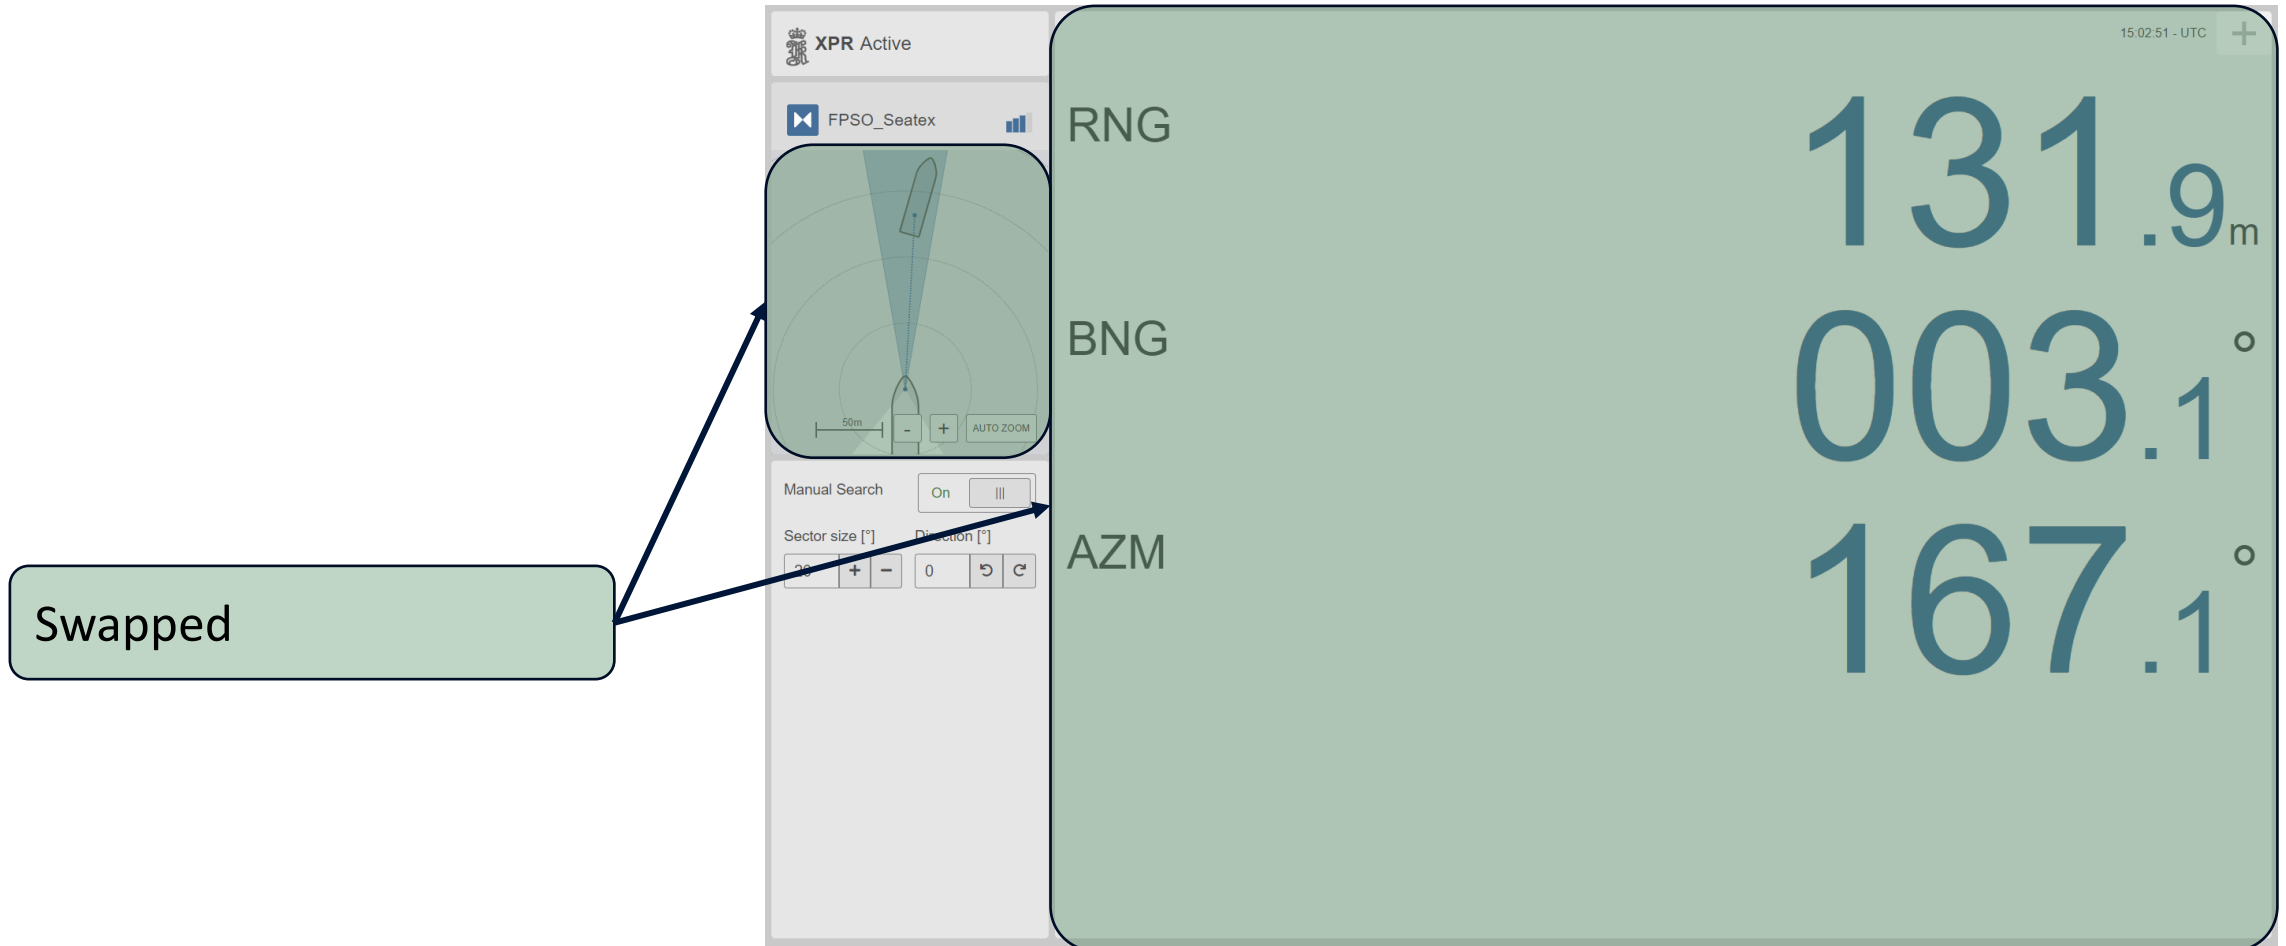 XPR Active
15:02:51 - UTC
+
FPSO_Seatex
RNG
131.9m
BNG
003.1°
AZM
167.1°
50m
- + AUTO ZOOM
Manual Search On |||
Sector size [°] Direction [°]
20 + − 0
Swapped